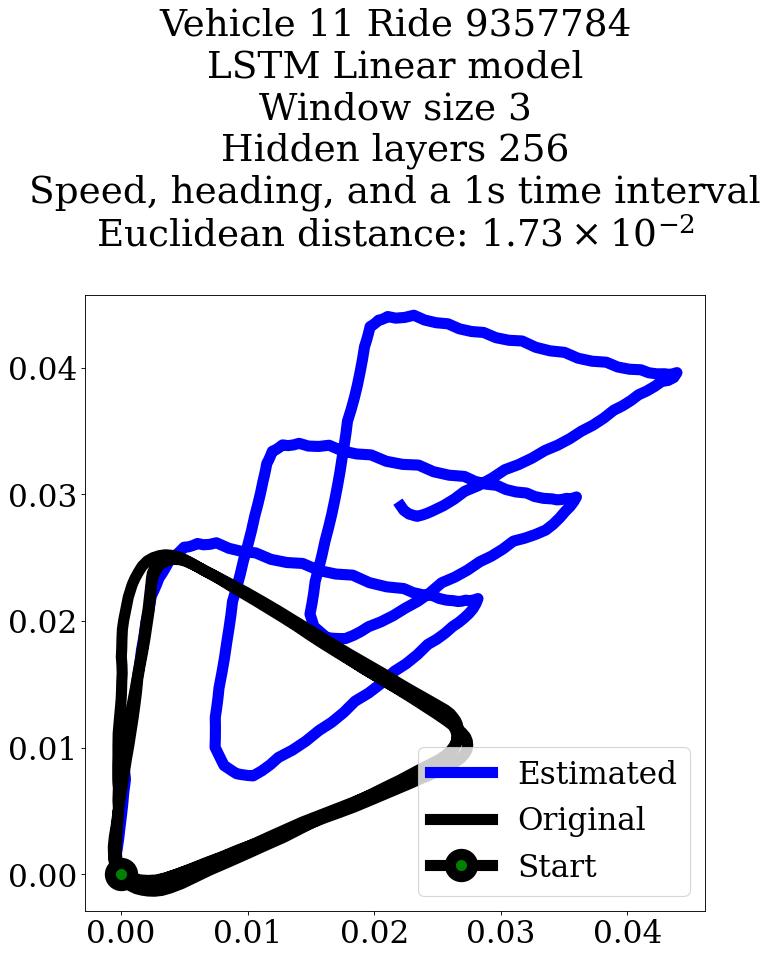 Vehicle 11 Ride 9357784
LSTM Linear model
Window size 3
Hidden layers 256
Speed, heading, and a 1s time interval
Euclidean distance: 1.73 × 10⁻²
0.04
0.03
0.02
0.01
0.00
Estimated
Original
Start
0.00 0.01 0.02 0.03 0.04